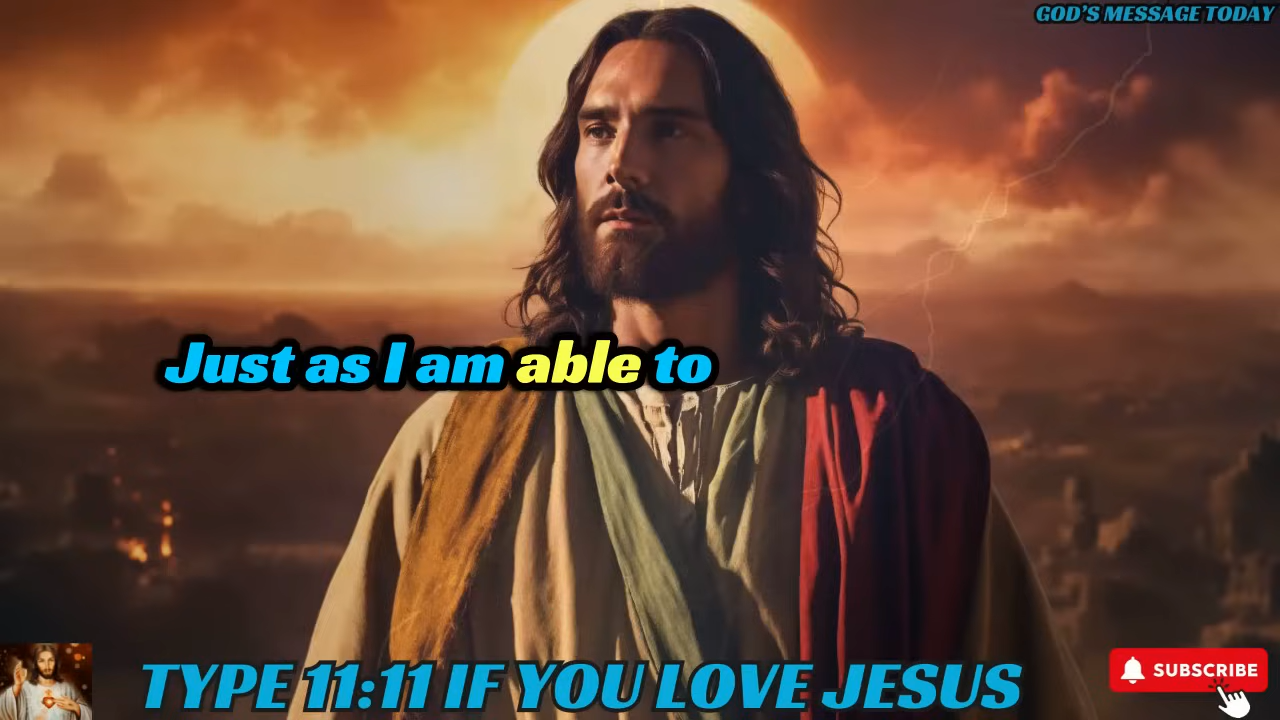 GOD'S MESSAGE TODAY
Just as I am able to
TYPE 11:11 IF YOU LOVE JESUS
SUBSCRIBE